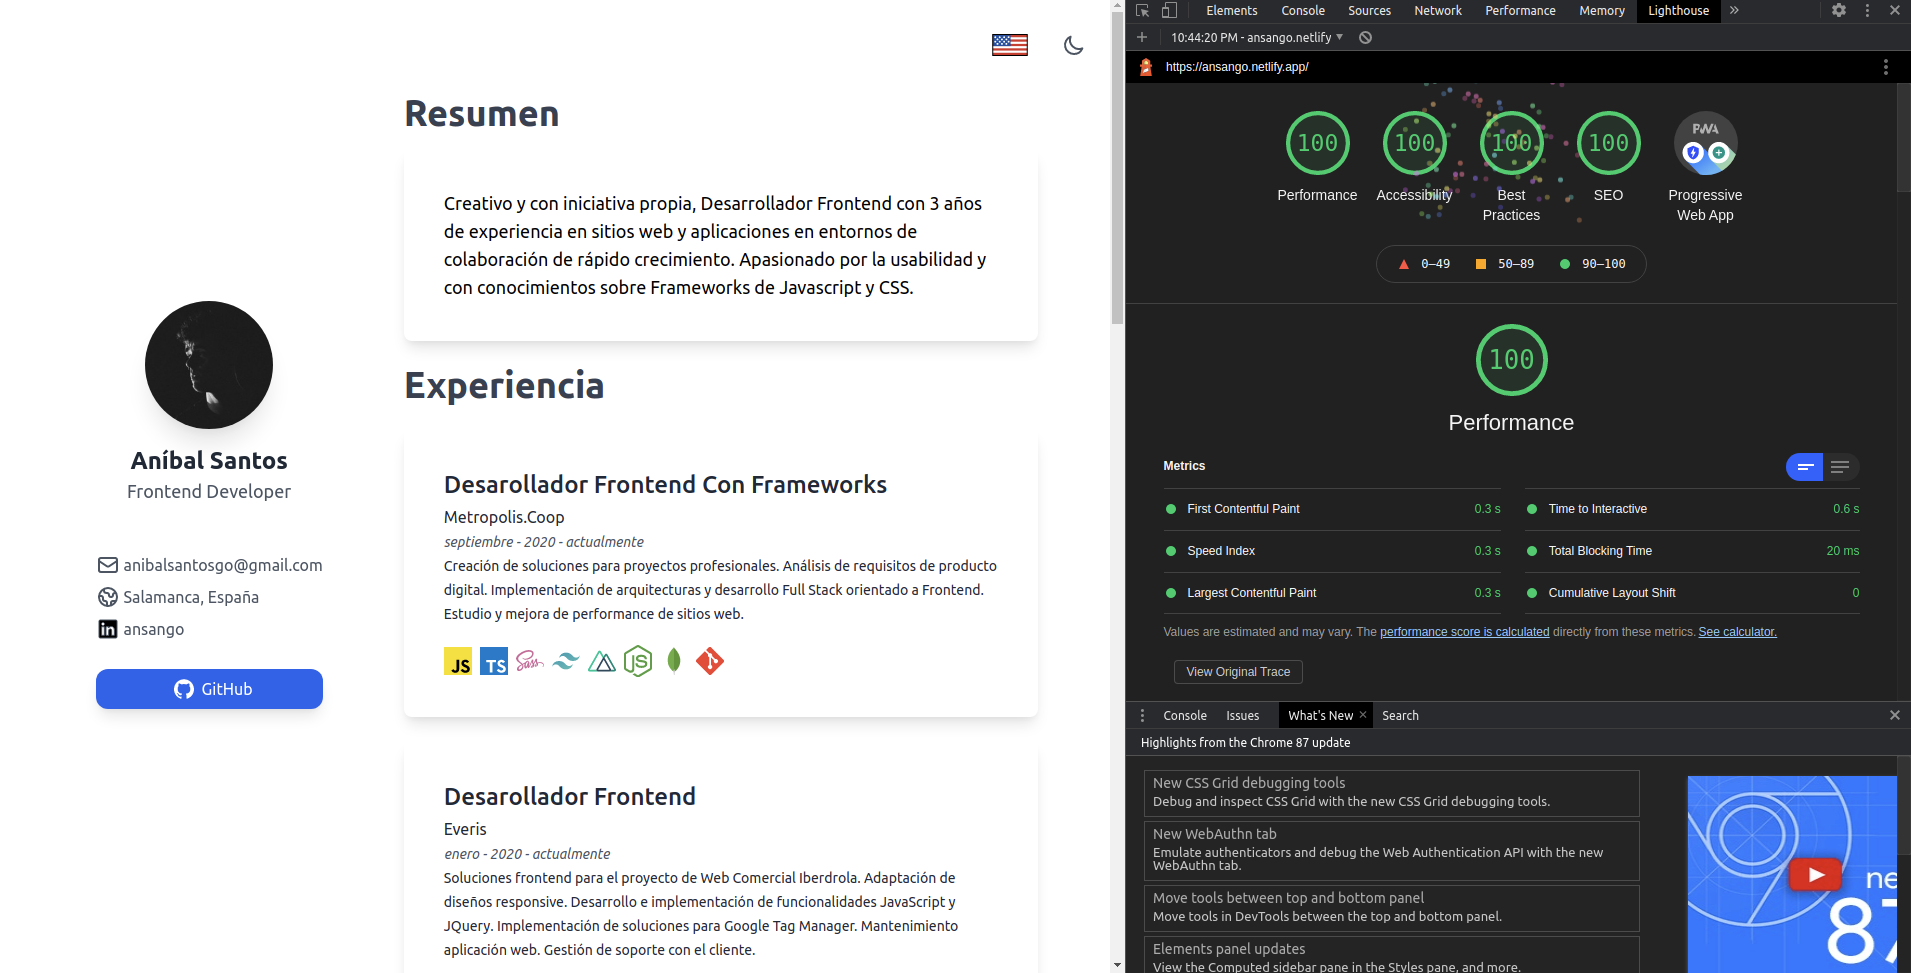 Resumen
Creativo y con iniciativa propia, Desarrollador Frontend con 3 años
de experiencia en sitios web y aplicaciones en entornos de
colaboración de rápido crecimiento. Apasionado por la usabilidad y
con conocimientos sobre Frameworks de Javascript y CSS.
Aníbal Santos
Frontend Developer
anibalsantosgo@gmail.com
Salamanca, España
ansango
GitHub
Experiencia
Desarollador Frontend Con Frameworks
Metropolis.Coop
septiembre - 2020 - actualmente
Creación de soluciones para proyectos profesionales. Análisis de requisitos de producto
digital. Implementación de arquitecturas y desarrollo Full Stack orientado a Frontend.
Estudio y mejora de performance de sitios web.
JS TS Sass JS
Desarollador Frontend
Everis
enero - 2020 - actualmente
Soluciones frontend para el proyecto de Web Comercial Iberdrola. Adaptación de
diseños responsive. Desarrollo e implementación de funcionalidades JavaScript y
JQuery. Implementación de soluciones para Google Tag Manager. Mantenimiento
aplicación web. Gestión de soporte con el cliente.
Elements Console Sources Network Performance Memory Lighthouse »
10:44:20 PM - ansango.netlify
https://ansango.netlify.app/
100 100 100 100 PWA
Performance Accessibility Best Practices SEO Progressive Web App
0–49 50–89 90–100
100
Performance
Metrics
First Contentful Paint 0.3 s Time to Interactive 0.6 s
Speed Index 0.3 s Total Blocking Time 20 ms
Largest Contentful Paint 0.3 s Cumulative Layout Shift 0
Values are estimated and may vary. The performance score is calculated directly from these metrics. See calculator.
View Original Trace
Console Issues What's New × Search
Highlights from the Chrome 87 update
New CSS Grid debugging tools
Debug and inspect CSS Grid with the new CSS Grid debugging tools.
New WebAuthn tab
Emulate authenticators and debug the Web Authentication API with the new
WebAuthn tab.
Move tools between top and bottom panel
Move tools in DevTools between the top and bottom panel.
Elements panel updates
View the Computed sidebar pane in the Styles pane, and more.
ne
87